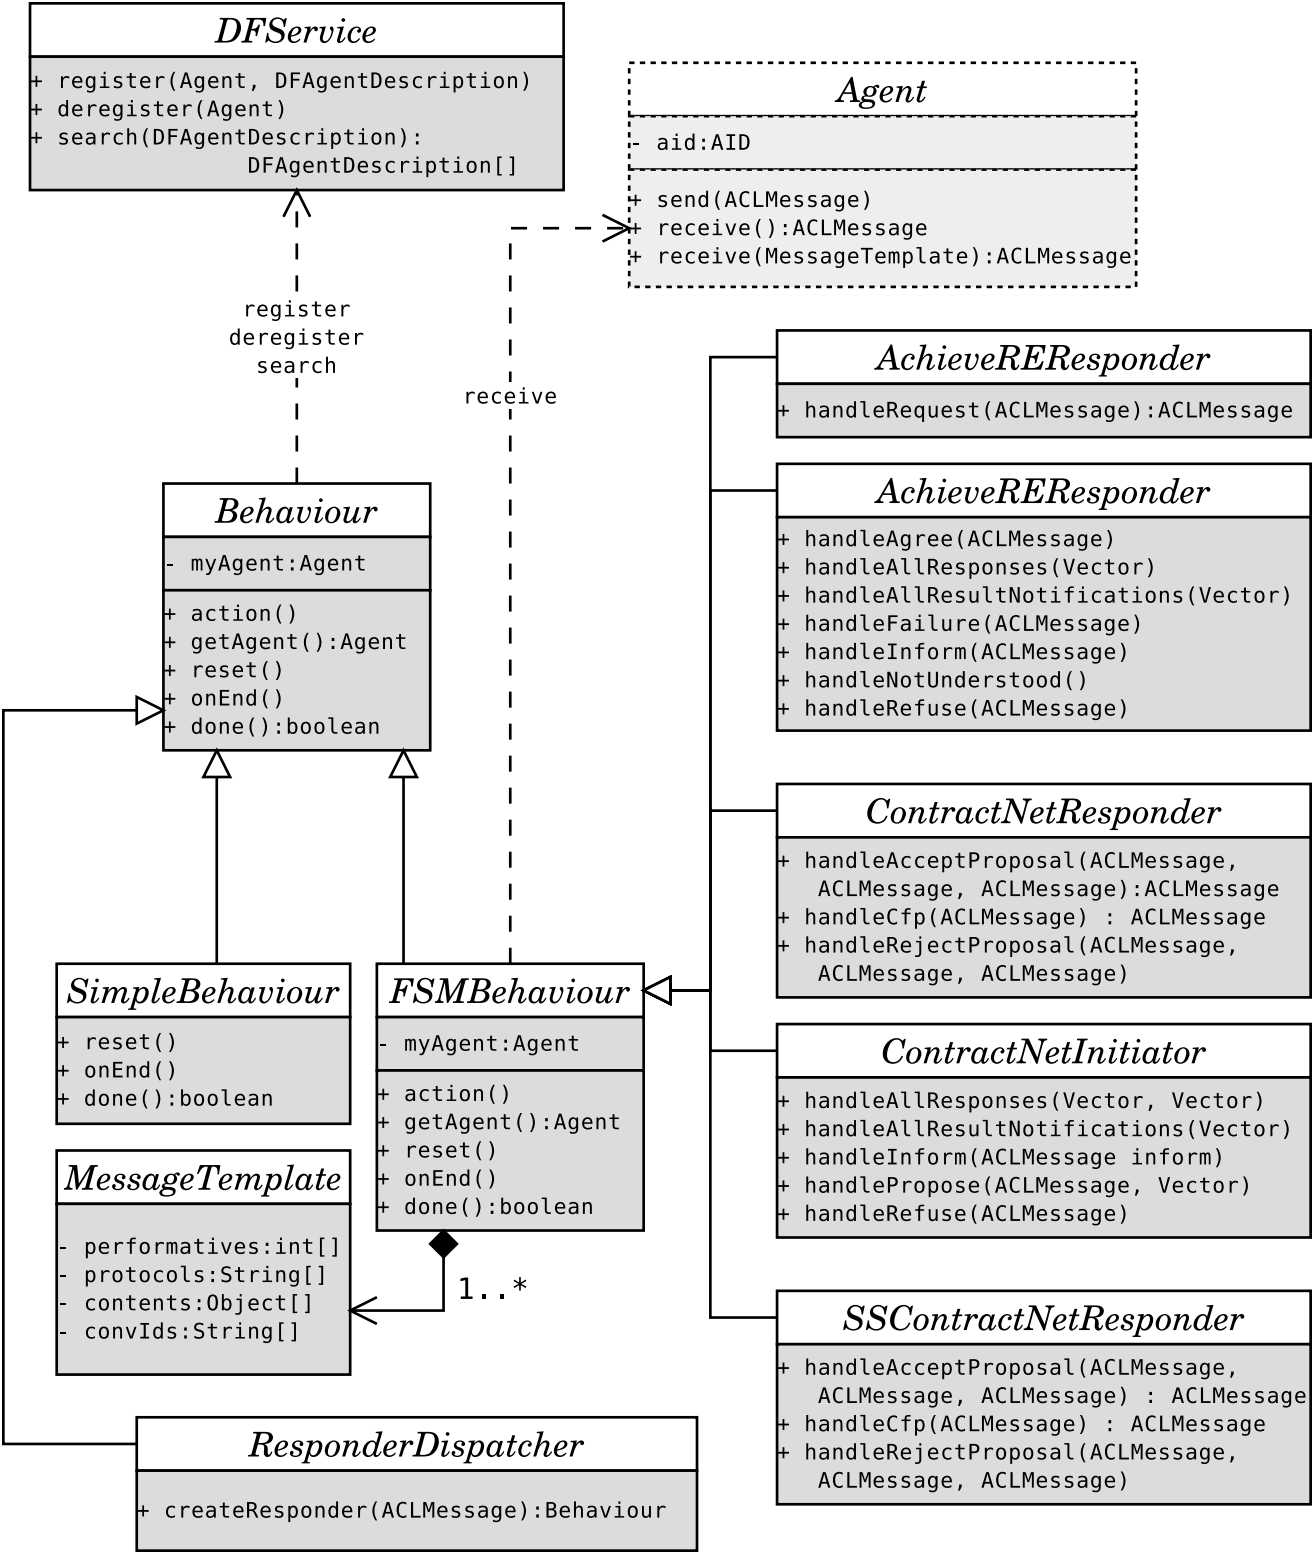 DFService
+ register(Agent, DFAgentDescription)
+ deregister(Agent)
+ search(DFAgentDescription):
DFAgentDescription[]
Agent
- aid:AID
+ send(ACLMessage)
+ receive():ACLMessage
+ receive(MessageTemplate):ACLMessage
register
deregister
search
receive
Behaviour
- myAgent:Agent
+ action()
+ getAgent():Agent
+ reset()
+ onEnd()
+ done():boolean
AchieveREResponder
+ handleRequest(ACLMessage):ACLMessage
AchieveREResponder
+ handleAgree(ACLMessage)
+ handleAllResponses(Vector)
+ handleAllResultNotifications(Vector)
+ handleFailure(ACLMessage)
+ handleInform(ACLMessage)
+ handleNotUnderstood()
+ handleRefuse(ACLMessage)
ContractNetResponder
+ handleAcceptProposal(ACLMessage,
ACLMessage, ACLMessage):ACLMessage
+ handleCfp(ACLMessage) : ACLMessage
+ handleRejectProposal(ACLMessage,
ACLMessage, ACLMessage)
SimpleBehaviour
+ reset()
+ onEnd()
+ done():boolean
FSMBehaviour
- myAgent:Agent
+ action()
+ getAgent():Agent
+ reset()
+ onEnd()
+ done():boolean
1..*
ContractNetInitiator
+ handleAllResponses(Vector, Vector)
+ handleAllResultNotifications(Vector)
+ handleInform(ACLMessage inform)
+ handlePropose(ACLMessage, Vector)
+ handleRefuse(ACLMessage)
MessageTemplate
- performatives:int[]
- protocols:String[]
- contents:Object[]
- convIds:String[]
SSContractNetResponder
+ handleAcceptProposal(ACLMessage,
ACLMessage, ACLMessage) : ACLMessage
+ handleCfp(ACLMessage) : ACLMessage
+ handleRejectProposal(ACLMessage,
ACLMessage, ACLMessage)
ResponderDispatcher
+ createResponder(ACLMessage):Behaviour